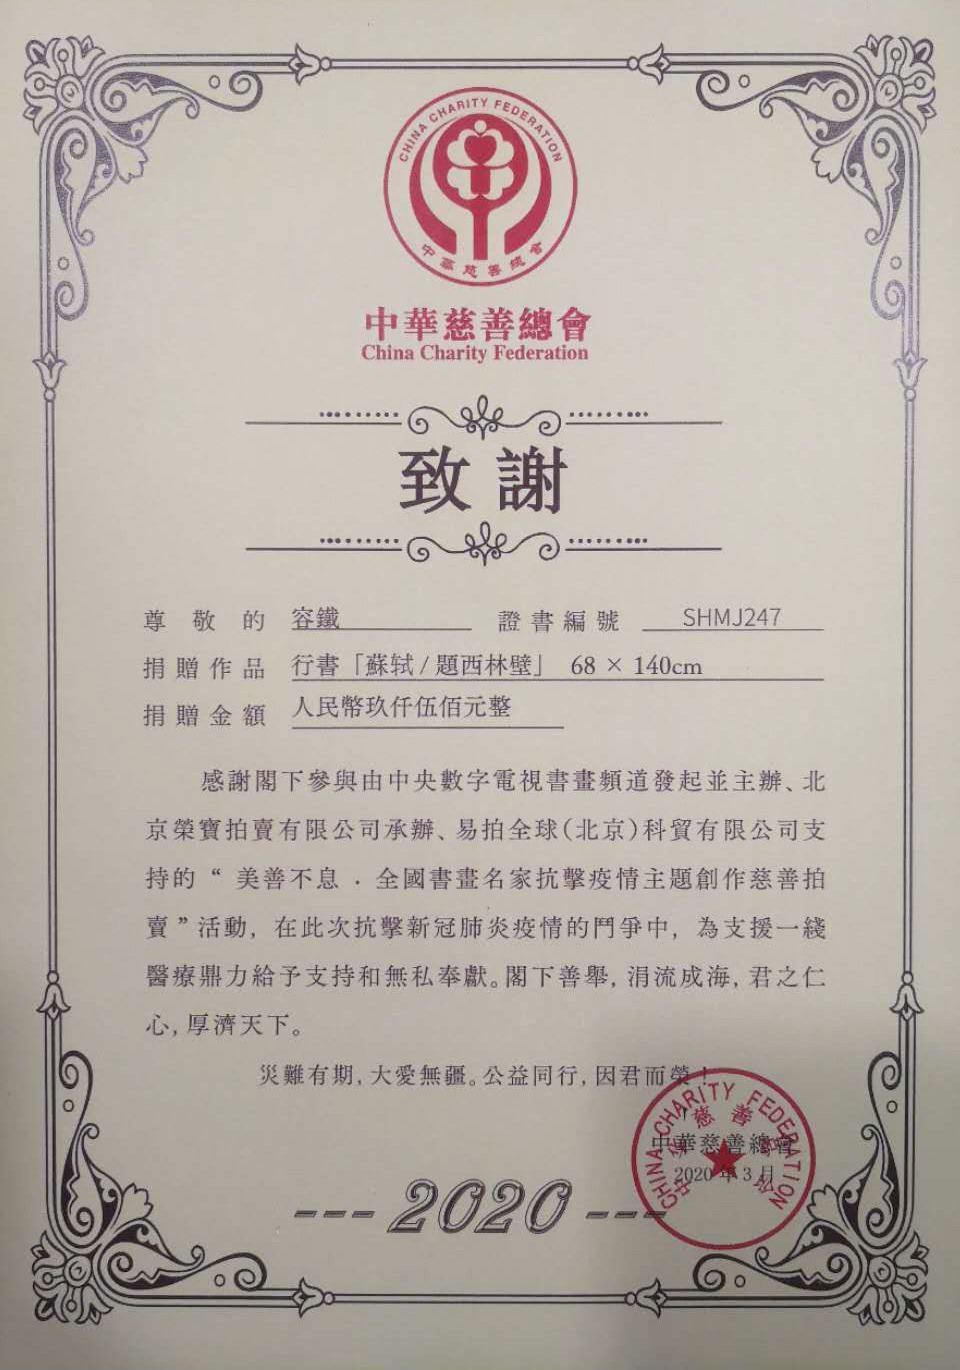 CHINA CHARITY FEDERATION
中華慈善總會
中華慈善總會
China Charity Federation
致謝
尊敬的 容鐵 證書編號 SHMJ247
捐贈作品 行書「蘇轼/題西林壁」 68 × 140cm
捐贈金額 人民幣玖仟伍佰元整
感謝閣下參與由中央數字電視書畫頻道發起並主辦、北
京榮寶拍賣有限公司承辦、易拍全球(北京)科貿有限公司支
持的“美善不息.全國書畫名家抗擊疫情主題創作慈善拍
賣”活動, 在此次抗擊新冠肺炎疫情的鬥爭中, 為支援一綫
醫療鼎力給予支持和無私奉獻。閣下善舉, 涓流成海, 君之仁
心, 厚濟天下。
災難有期, 大愛無疆。公益同行, 因君而榮!
CHINA CHARITY FEDERATION
中華慈善總會
中華慈善總會
2020年3月
--- 2020 ---